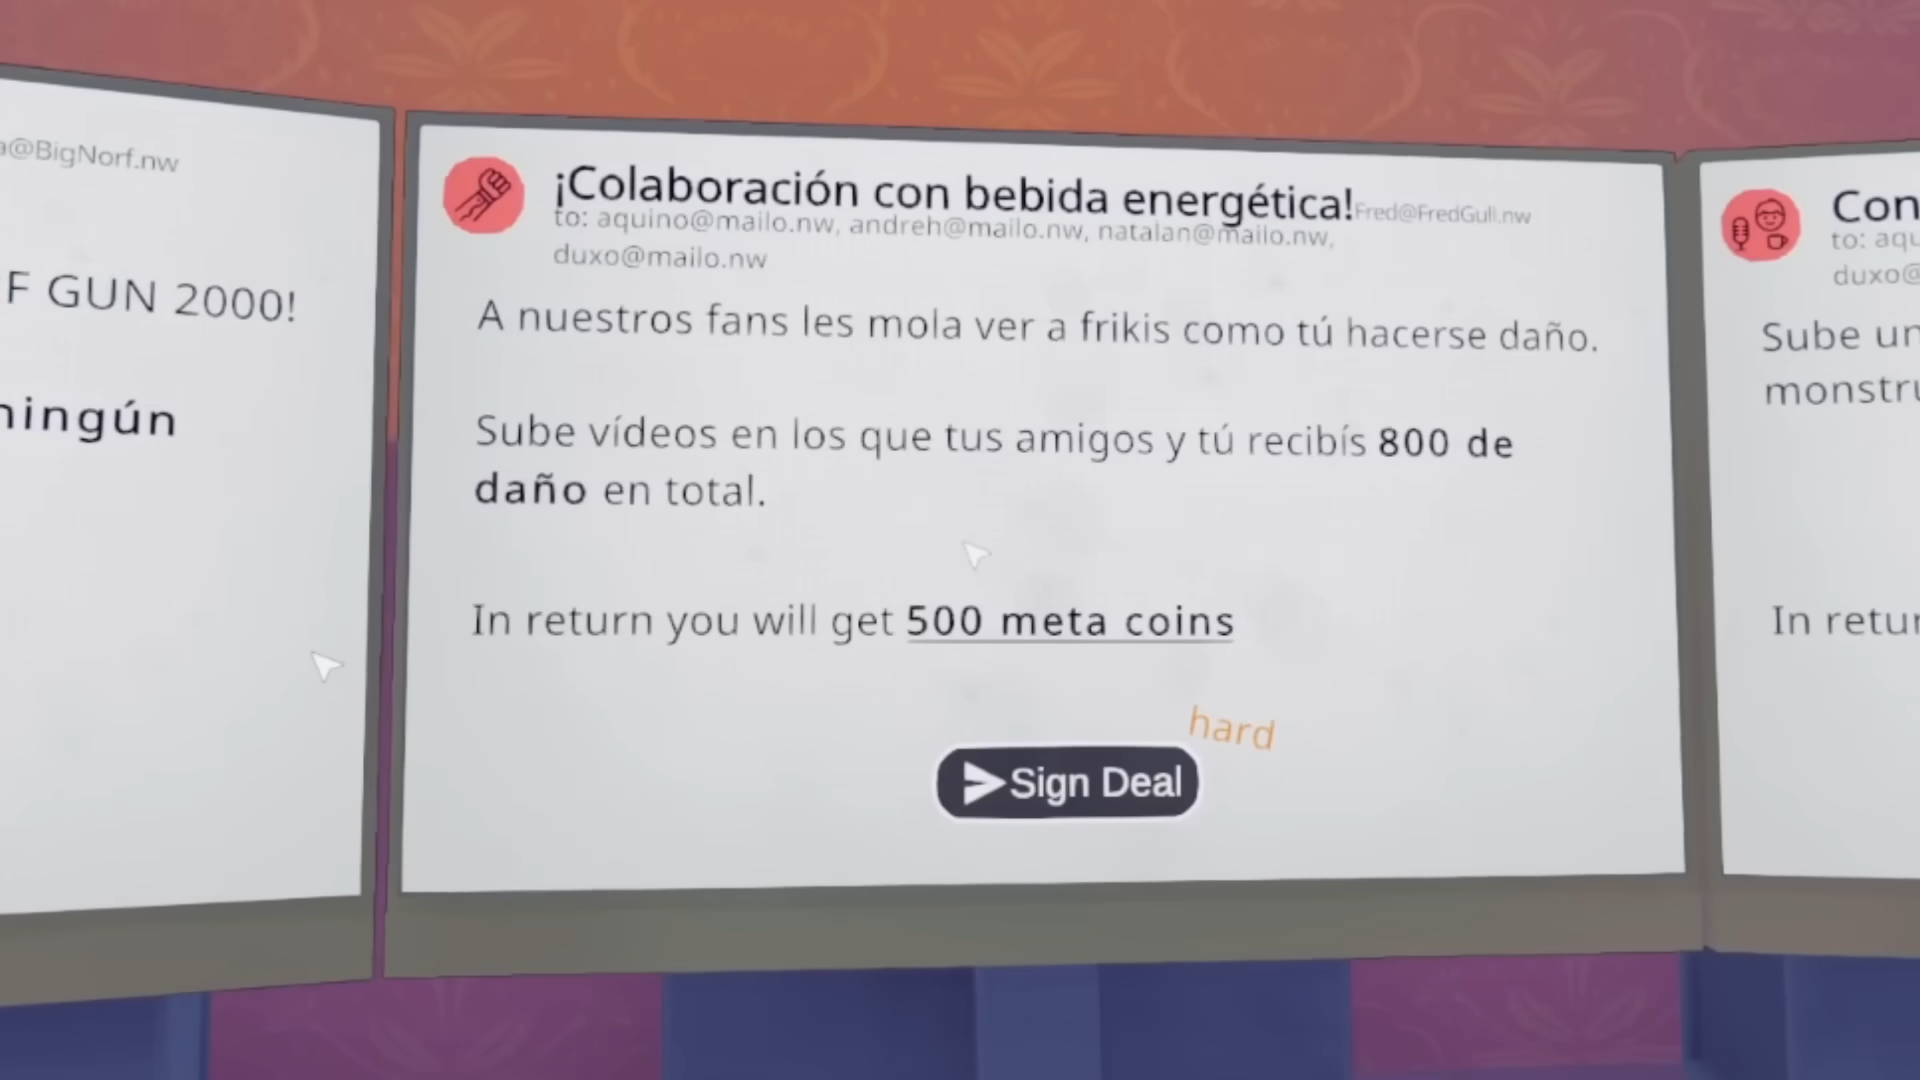 a@BigNorf.nw
F GUN 2000!
ningún
¡Colaboración con bebida energética! Fred@FredGull.nw
to: aquino@mailo.nw, andreh@mailo.nw, natalan@mailo.nw,
duxo@mailo.nw
A nuestros fans les mola ver a frikis como tú hacerse daño.
Sube vídeos en los que tus amigos y tú recibís 800 de
daño en total.
In return you will get 500 meta coins
hard
Sign Deal
Con
to: aqu
duxo@
Sube un
monstru
In retur